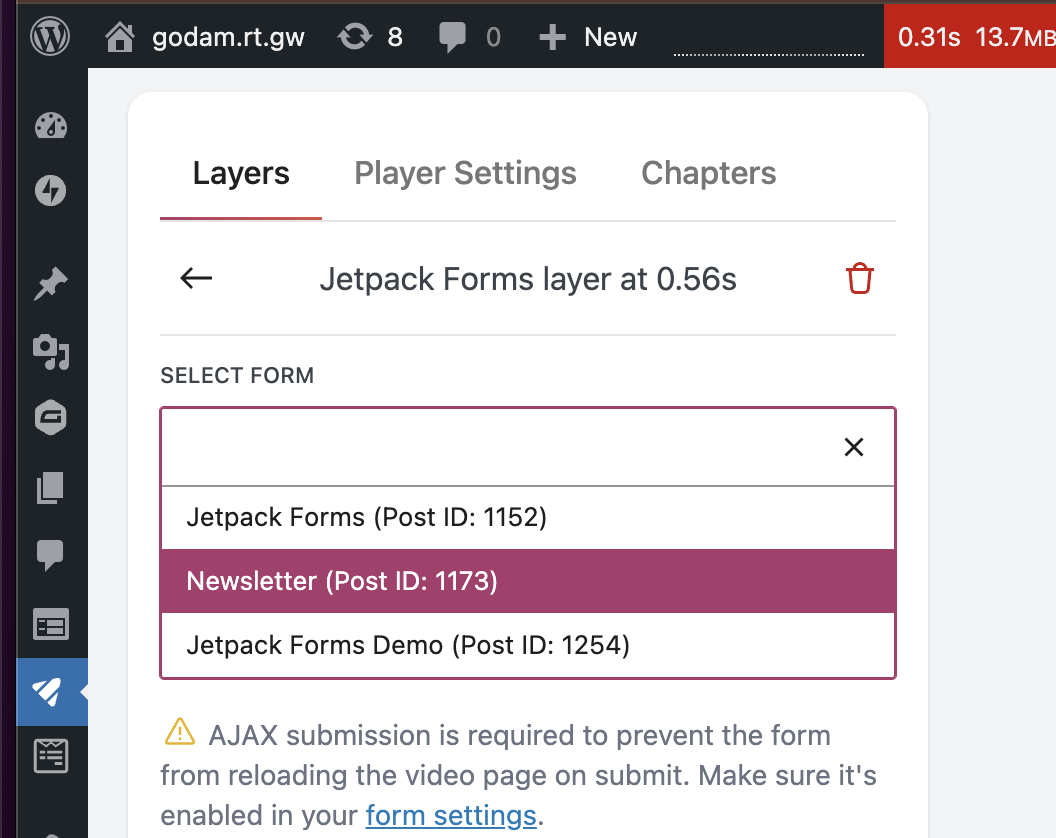 godam.rt.gw 8 0 New 0.31s 13.7MB
Layers Player Settings Chapters
Jetpack Forms layer at 0.56s
SELECT FORM
Jetpack Forms (Post ID: 1152)
Newsletter (Post ID: 1173)
Jetpack Forms Demo (Post ID: 1254)
AJAX submission is required to prevent the form
from reloading the video page on submit. Make sure it's
enabled in your form settings.